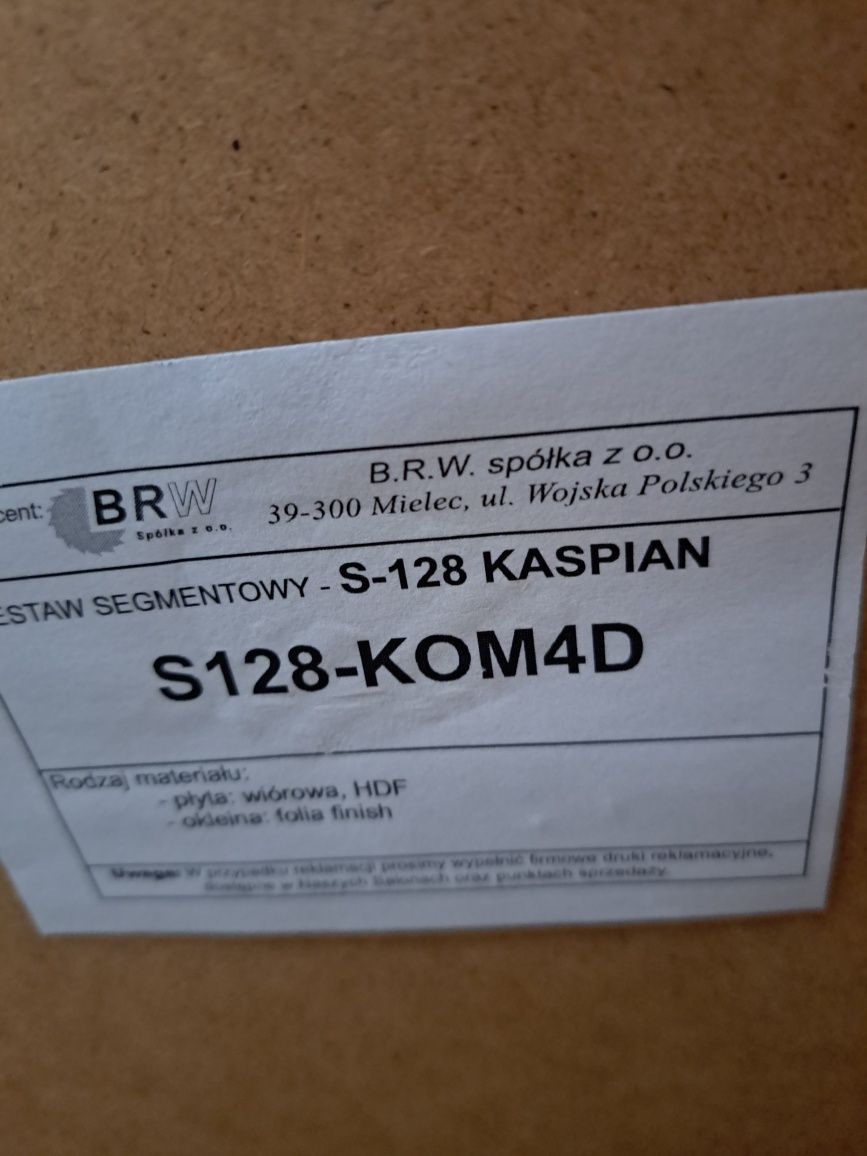 cent:
BRW
Spółka z o.o.
B.R.W. spółka z o.o.
39-300 Mielec, ul. Wojska Polskiego 3
ESTAW SEGMENTOWY - S-128 KASPIAN
S128-KOM4D
Rodzaj materiału:
- płyta: wiórowa, HDF
- okleina: folia finish
Uwaga: W przypadku reklamacji prosimy wypełnić firmowe druki reklamacyjne,
dostępne w Naszych Salonach oraz punktach sprzedaży.